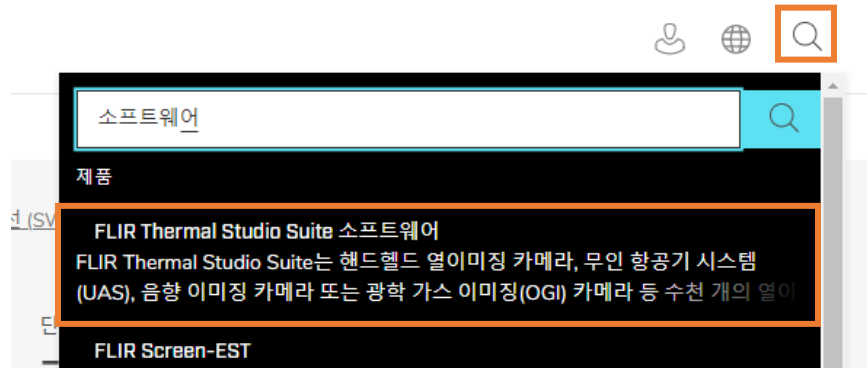 소프트웨어
제품
FLIR Thermal Studio Suite 소프트웨어
(SV
FLIR Thermal Studio Suite는 핸드헬드 열이미징 카메라, 무인 항공기 시스템
(UAS), 음향 이미징 카메라 또는 광학 가스 이미징(OGI) 카메라 등 수천 개의 열이
FLIR Screen-EST